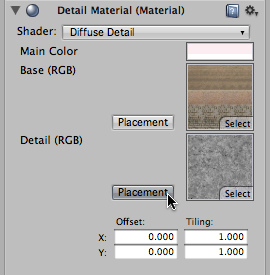 Detail Material (Material)
Shader: Diffuse Detail
Main Color
Base (RGB)
Placement Select
Detail (RGB)
Placement Select
Offset: Tiling:
X: 0.000 1.000
Y: 0.000 1.000